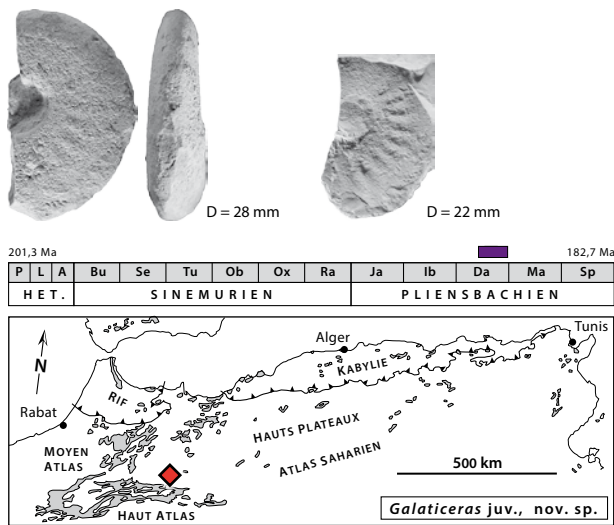 D = 28 mm
D = 22 mm
201,3 Ma
182,7 Ma
P L A Bu Se Tu Ob Ox Ra Ja Ib Da Ma Sp
HET. SINEMURIEN PLIENSBACHIEN
Tunis
Alger
N
KABYLIE
RIF
Rabat
HAUTS PLATEAUX
MOYEN
ATLAS
ATLAS SAHARIEN
500 km
HAUT ATLAS
Galaticeras juv., nov. sp.